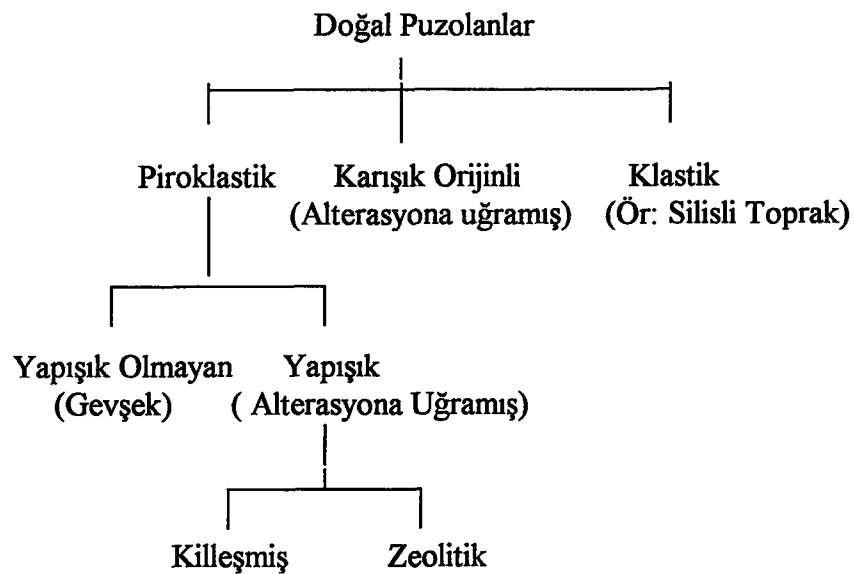 Doğal Puzolanlar
Piroklastik Karışık Orijinli Klastik
(Alterasyona uğramış) (Ör: Silisli Toprak)
Yapışık Olmayan Yapışık
(Gevşek) ( Alterasyona Uğramış)
Killeşmiş Zeolitik